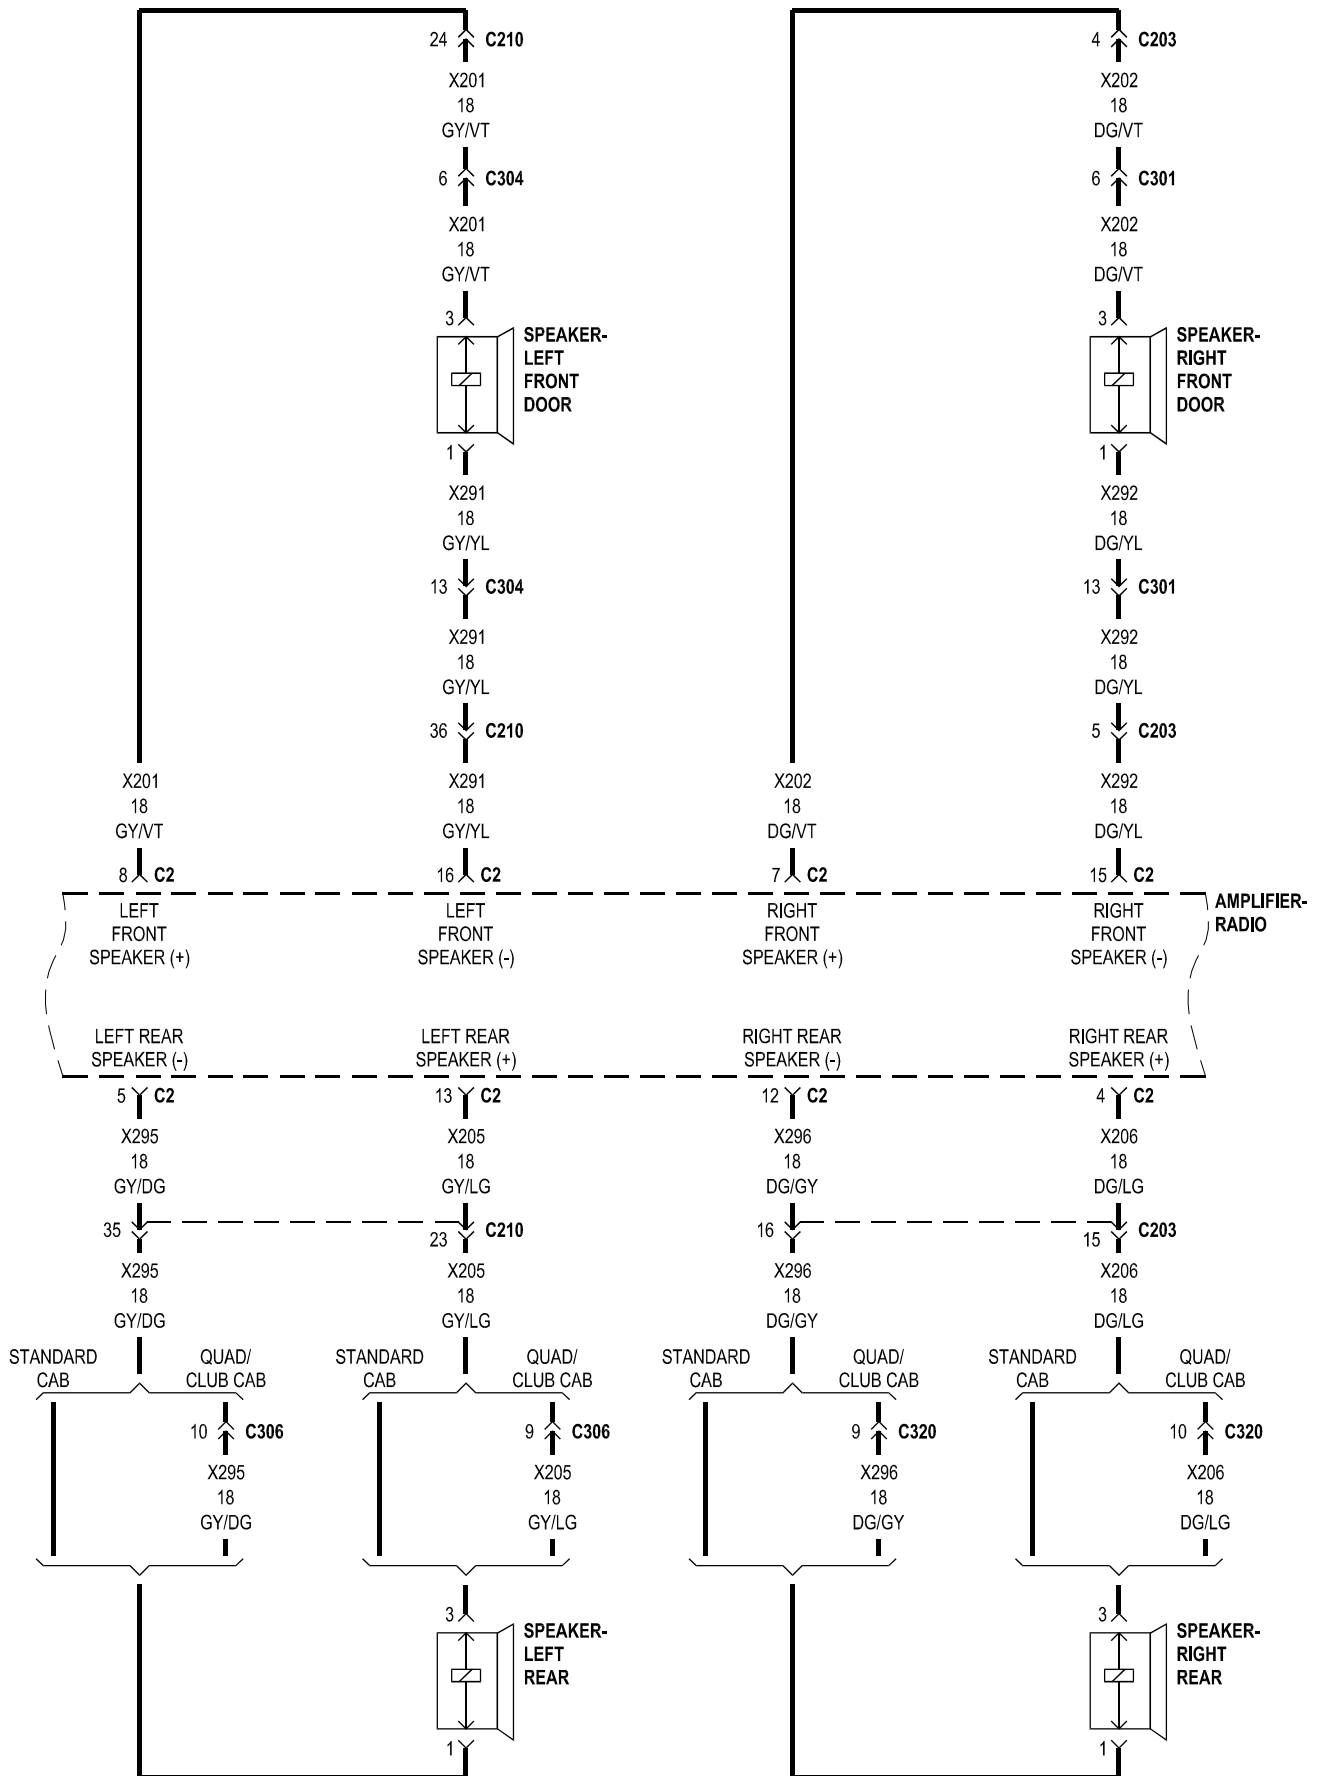 24 C210
4 C203
X201
18
GY/VT
X202
18
DG/VT
6 C304
6 C301
X201
18
GY/VT
X202
18
DG/VT
3
SPEAKER-
LEFT
FRONT
DOOR
3
SPEAKER-
RIGHT
FRONT
DOOR
1
1
X291
18
GY/YL
X292
18
DG/YL
13 C304
13 C301
X291
18
GY/YL
X292
18
DG/YL
36 C210
5 C203
X201
18
GY/VT
X291
18
GY/YL
X202
18
DG/VT
X292
18
DG/YL
8 C2
16 C2
7 C2
15 C2
AMPLIFIER-
RADIO
LEFT
FRONT
SPEAKER (+)
LEFT
FRONT
SPEAKER (-)
RIGHT
FRONT
SPEAKER (+)
RIGHT
FRONT
SPEAKER (-)
LEFT REAR
SPEAKER (-)
LEFT REAR
SPEAKER (+)
RIGHT REAR
SPEAKER (-)
RIGHT REAR
SPEAKER (+)
5 C2
13 C2
12 C2
4 C2
X295
18
GY/DG
X205
18
GY/LG
X296
18
DG/GY
X206
18
DG/LG
35
23 C210
16
15 C203
X295
18
GY/DG
X205
18
GY/LG
X296
18
DG/GY
X206
18
DG/LG
STANDARD
CAB
QUAD/
CLUB CAB
STANDARD
CAB
QUAD/
CLUB CAB
STANDARD
CAB
QUAD/
CLUB CAB
STANDARD
CAB
QUAD/
CLUB CAB
10 C306
9 C306
9 C320
10 C320
X295
18
GY/DG
X205
18
GY/LG
X296
18
DG/GY
X206
18
DG/LG
3
SPEAKER-
LEFT
REAR
3
SPEAKER-
RIGHT
REAR
1
1